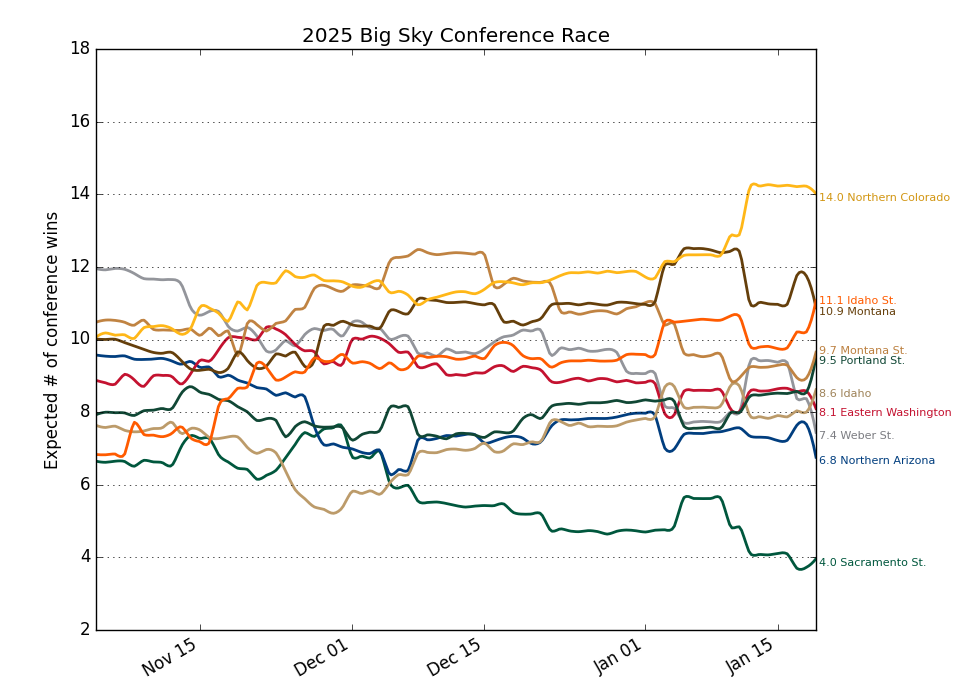 2025 Big Sky Conference Race
Expected # of conference wins
18
16
14
12
10
8
6
4
2
14.0 Northern Colorado
11.1 Idaho St.
10.9 Montana
9.7 Montana St.
9.5 Portland St.
8.6 Idaho
8.1 Eastern Washington
7.4 Weber St.
6.8 Northern Arizona
4.0 Sacramento St.
Nov 15
Dec 01
Dec 15
Jan 01
Jan 15